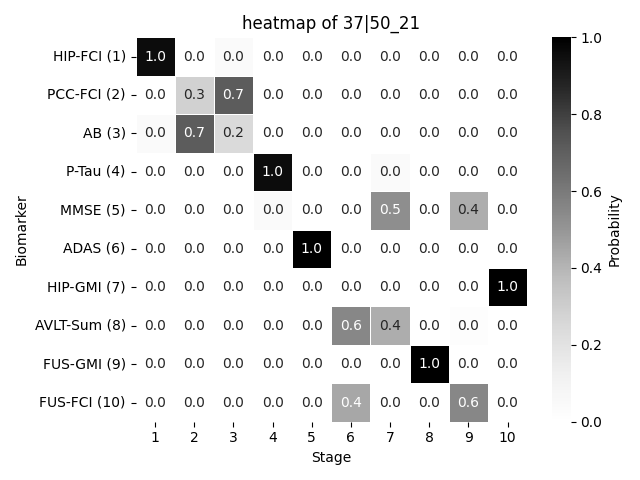 heatmap of 37|50_21
HIP-FCI (1) 1.0 0.0 0.0 0.0 0.0 0.0 0.0 0.0 0.0 0.0
PCC-FCI (2) 0.0 0.3 0.7 0.0 0.0 0.0 0.0 0.0 0.0 0.0
AB (3) 0.0 0.7 0.2 0.0 0.0 0.0 0.0 0.0 0.0 0.0
P-Tau (4) 0.0 0.0 0.0 1.0 0.0 0.0 0.0 0.0 0.0 0.0
MMSE (5) 0.0 0.0 0.0 0.0 0.0 0.0 0.5 0.0 0.4 0.0
ADAS (6) 0.0 0.0 0.0 0.0 1.0 0.0 0.0 0.0 0.0 0.0
HIP-GMI (7) 0.0 0.0 0.0 0.0 0.0 0.0 0.0 0.0 0.0 1.0
AVLT-Sum (8) 0.0 0.0 0.0 0.0 0.0 0.6 0.4 0.0 0.0 0.0
FUS-GMI (9) 0.0 0.0 0.0 0.0 0.0 0.0 0.0 1.0 0.0 0.0
FUS-FCI (10) 0.0 0.0 0.0 0.0 0.0 0.4 0.0 0.0 0.6 0.0
1 2 3 4 5 6 7 8 9 10
Stage
Biomarker
1.0
0.8
0.6
0.4
0.2
0.0
Probability